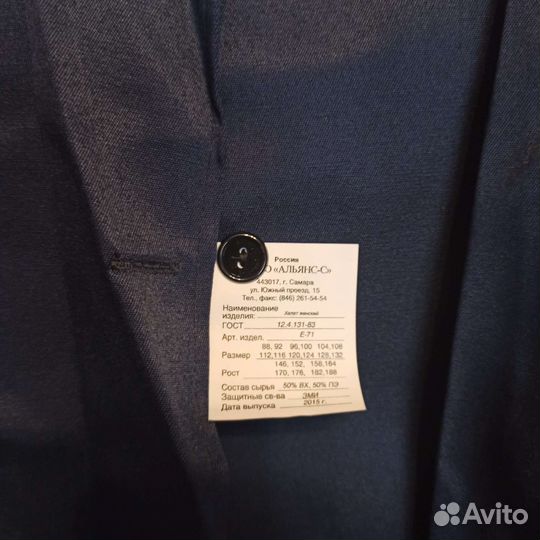 Россия
О «АЛЬЯНС-С»
443017, г. Самара
ул. Южный проезд, 15
Тел., факс: (846) 261-54-54
Наименование
изделия: Халат женский
ГОСТ 12.4.131-83
Арт. издел. Е-71
88, 92 96,100 104,108
Размер 112,116 120,124 128,132
146, 152, 158,164
Рост 170, 176, 182,188
Состав сырья 50% ВХ, 50% ПЭ
Защитные св-ва ЗМИ
Дата выпуска 2015 г.
Avito